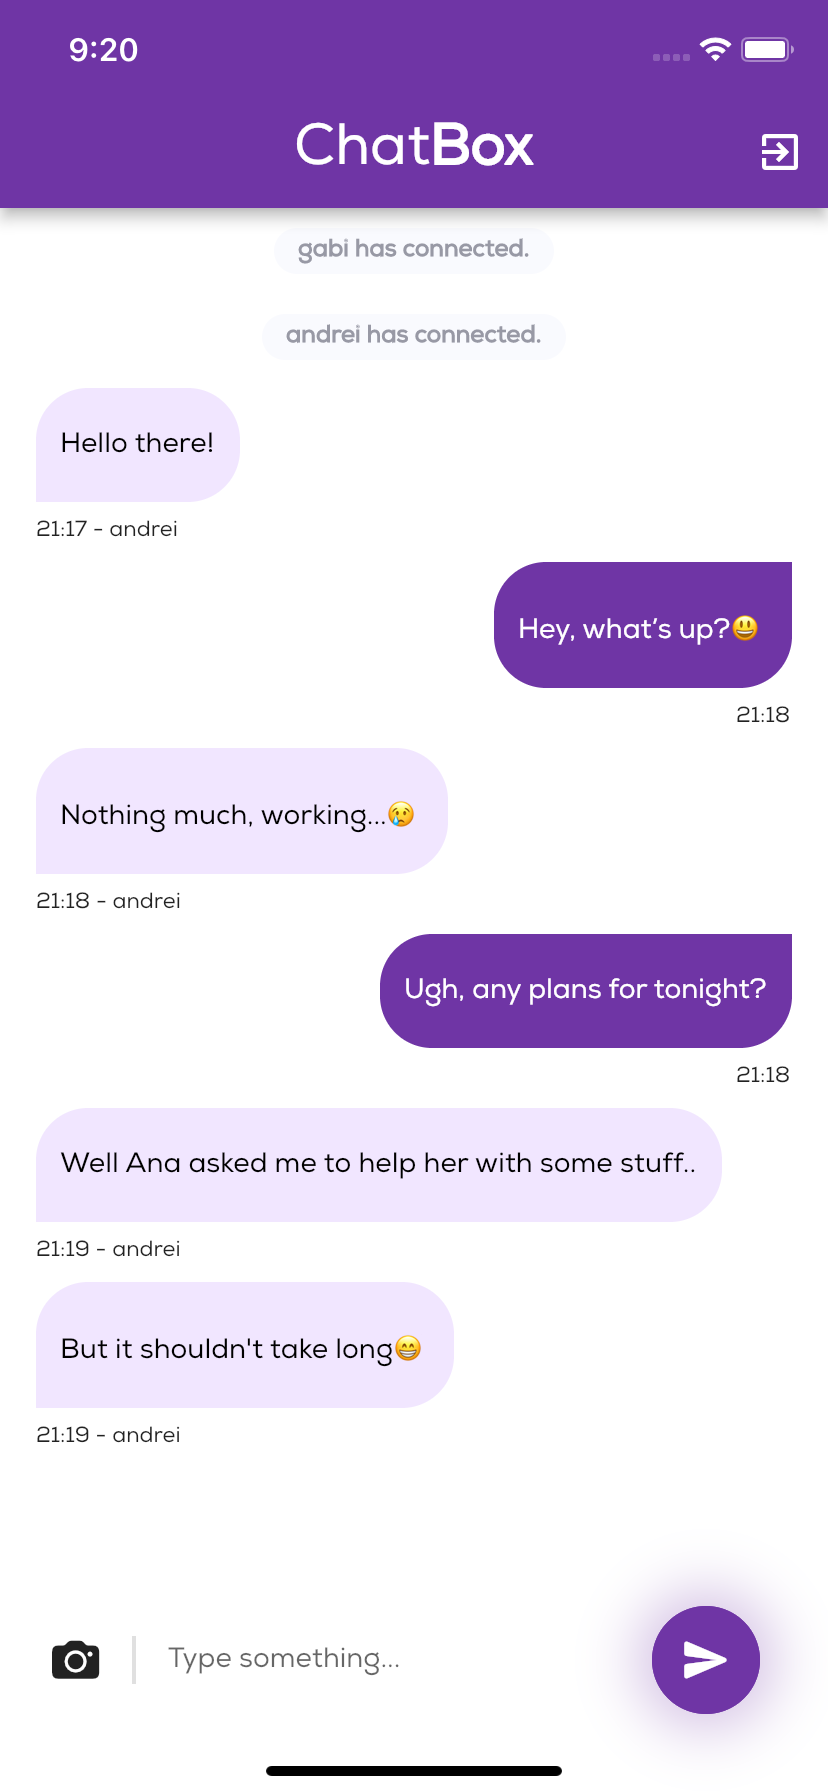 9:20
ChatBox
gabi has connected.
andrei has connected.
Hello there!
21:17 - andrei
Hey, what's up?😃
21:18
Nothing much, working...😢
21:18 - andrei
Ugh, any plans for tonight?
21:18
Well Ana asked me to help her with some stuff..
21:19 - andrei
But it shouldn't take long😁
21:19 - andrei
Type something...